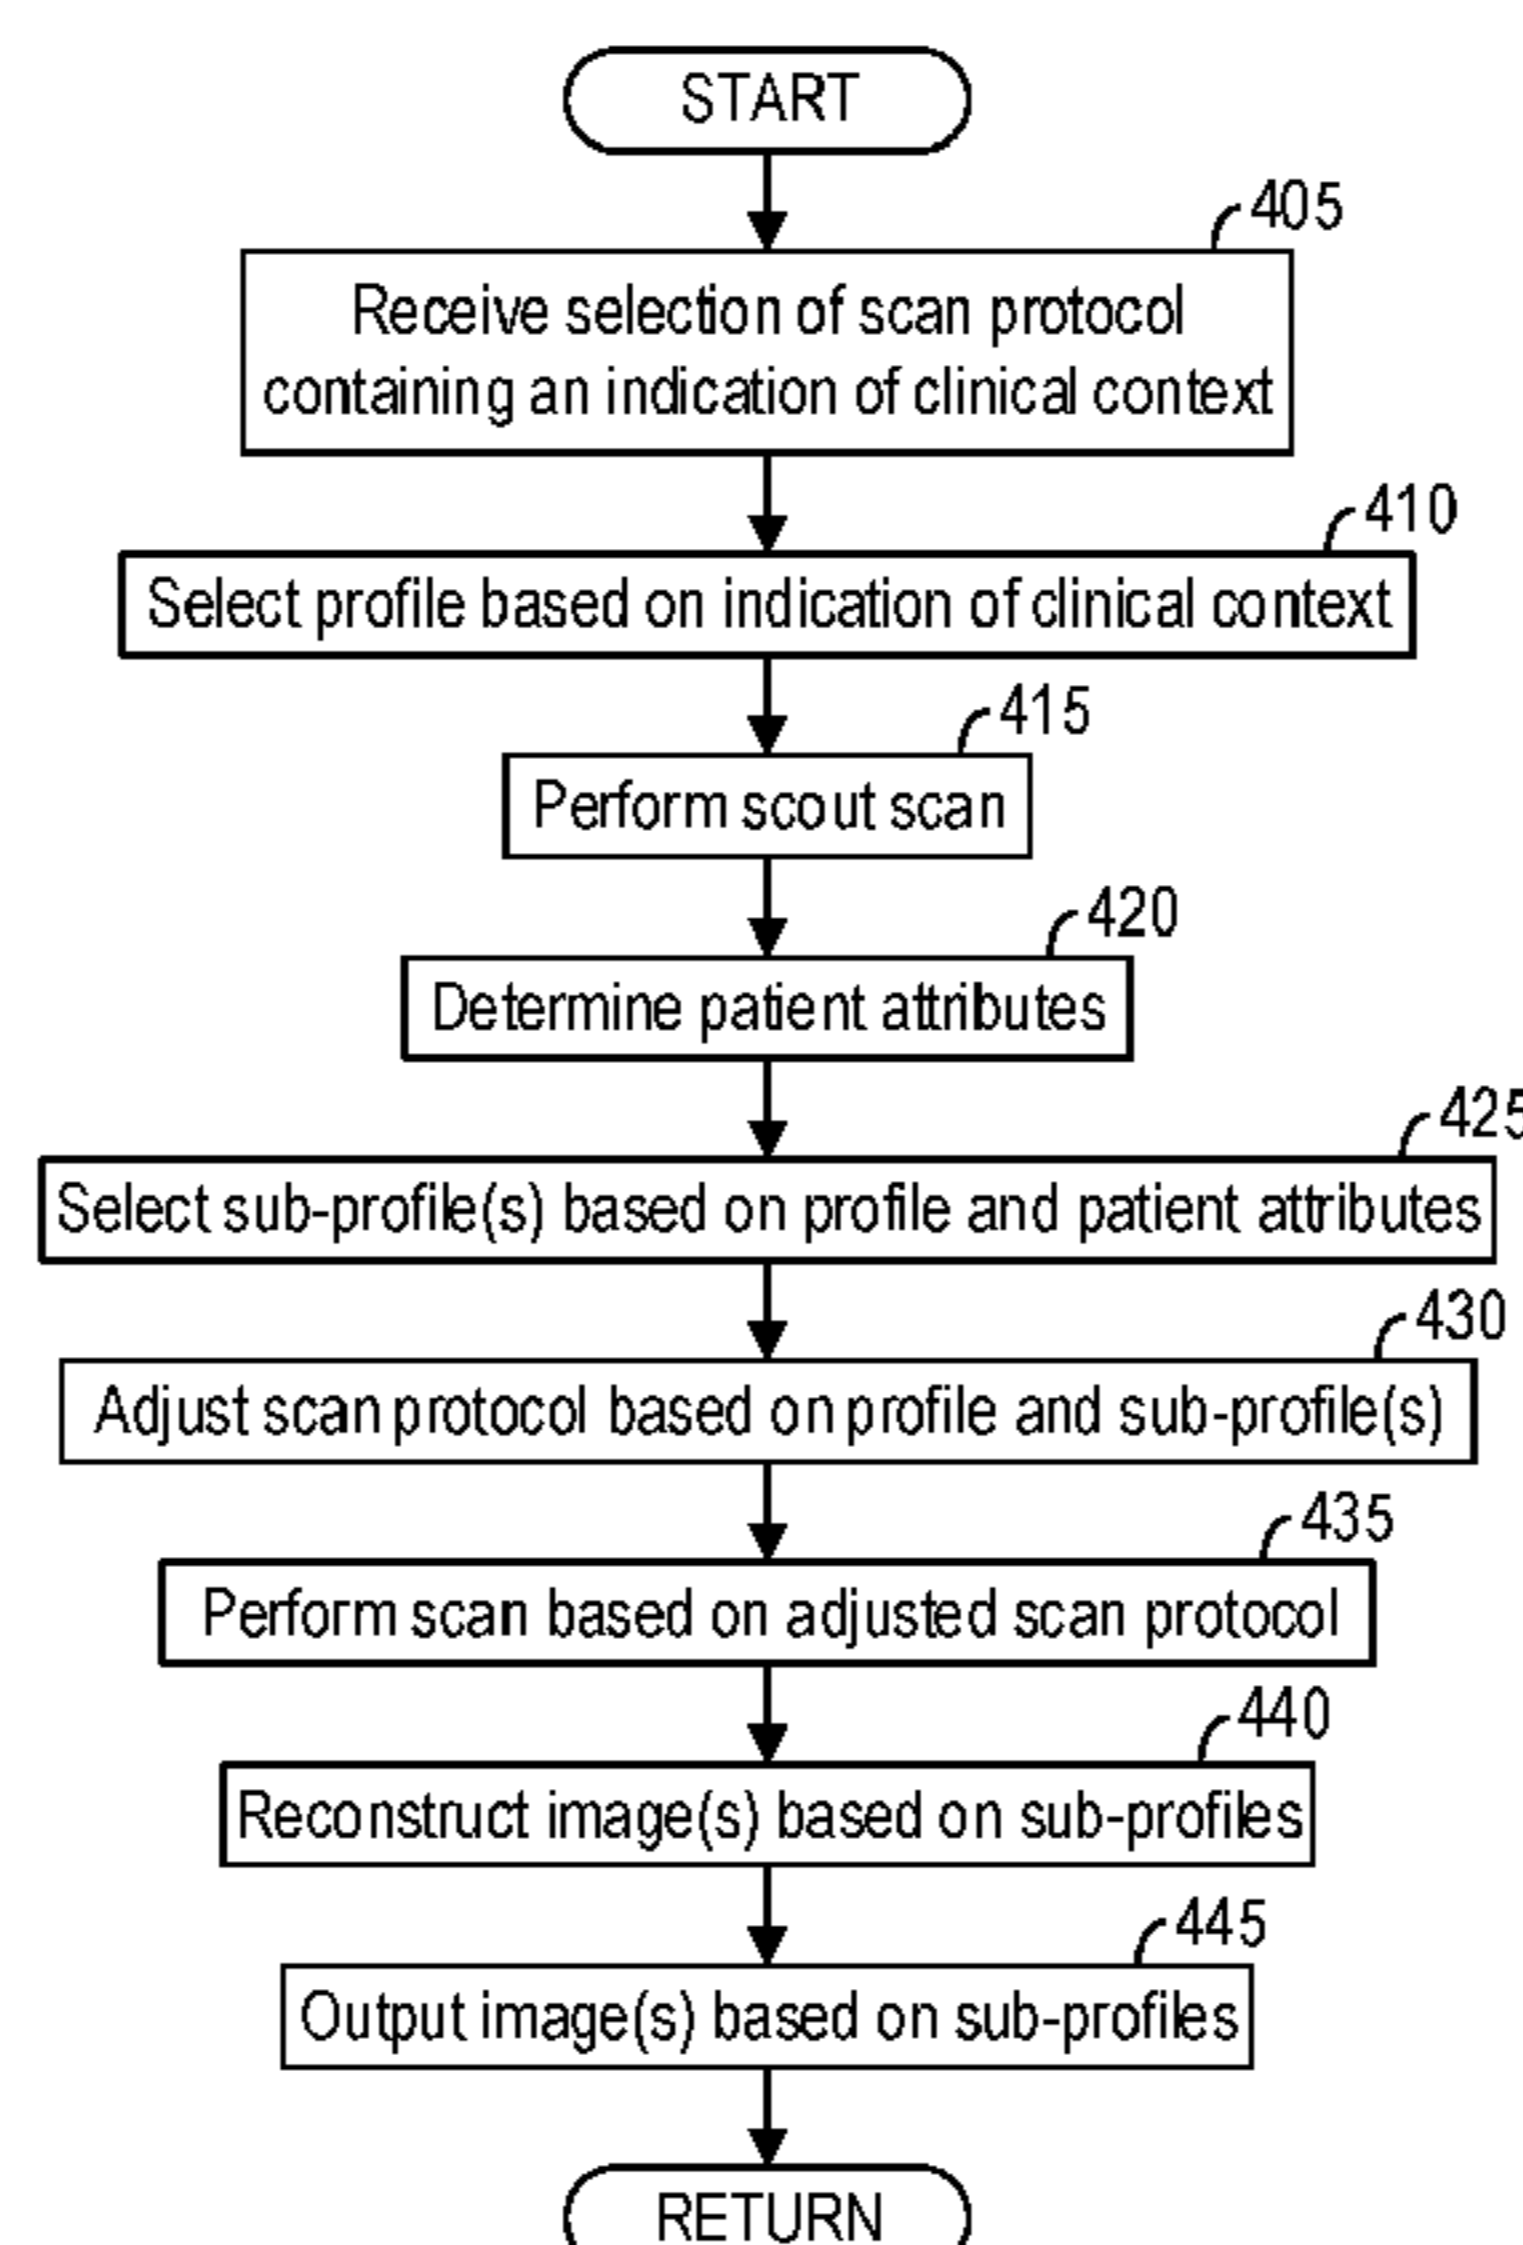 START
405
Receive selection of scan protocol
containing an indication of clinical context
410
Select profile based on indication of clinical context
415
Perform scout scan
420
Determine patient attributes
425
Select sub-profile(s) based on profile and patient attributes
430
Adjust scan protocol based on profile and sub-profile(s)
435
Perform scan based on adjusted scan protocol
440
Reconstruct image(s) based on sub-profiles
445
Output image(s) based on sub-profiles
RETURN